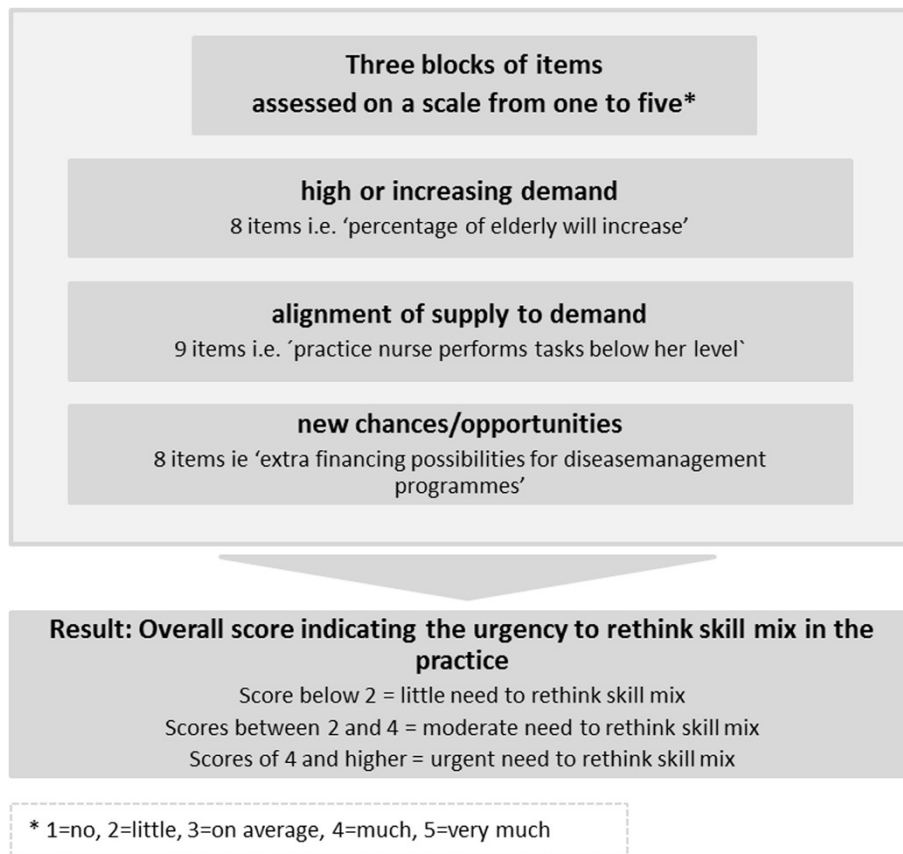 Three blocks of items
assessed on a scale from one to five*
high or increasing demand
8 items i.e. ‘percentage of elderly will increase’
alignment of supply to demand
9 items i.e. ´practice nurse performs tasks below her level`
new chances/opportunities
8 items ie ‘extra financing possibilities for diseasemanagement
programmes’
Result: Overall score indicating the urgency to rethink skill mix in the
practice
Score below 2 = little need to rethink skill mix
Scores between 2 and 4 = moderate need to rethink skill mix
Scores of 4 and higher = urgent need to rethink skill mix
* 1=no, 2=little, 3=on average, 4=much, 5=very much